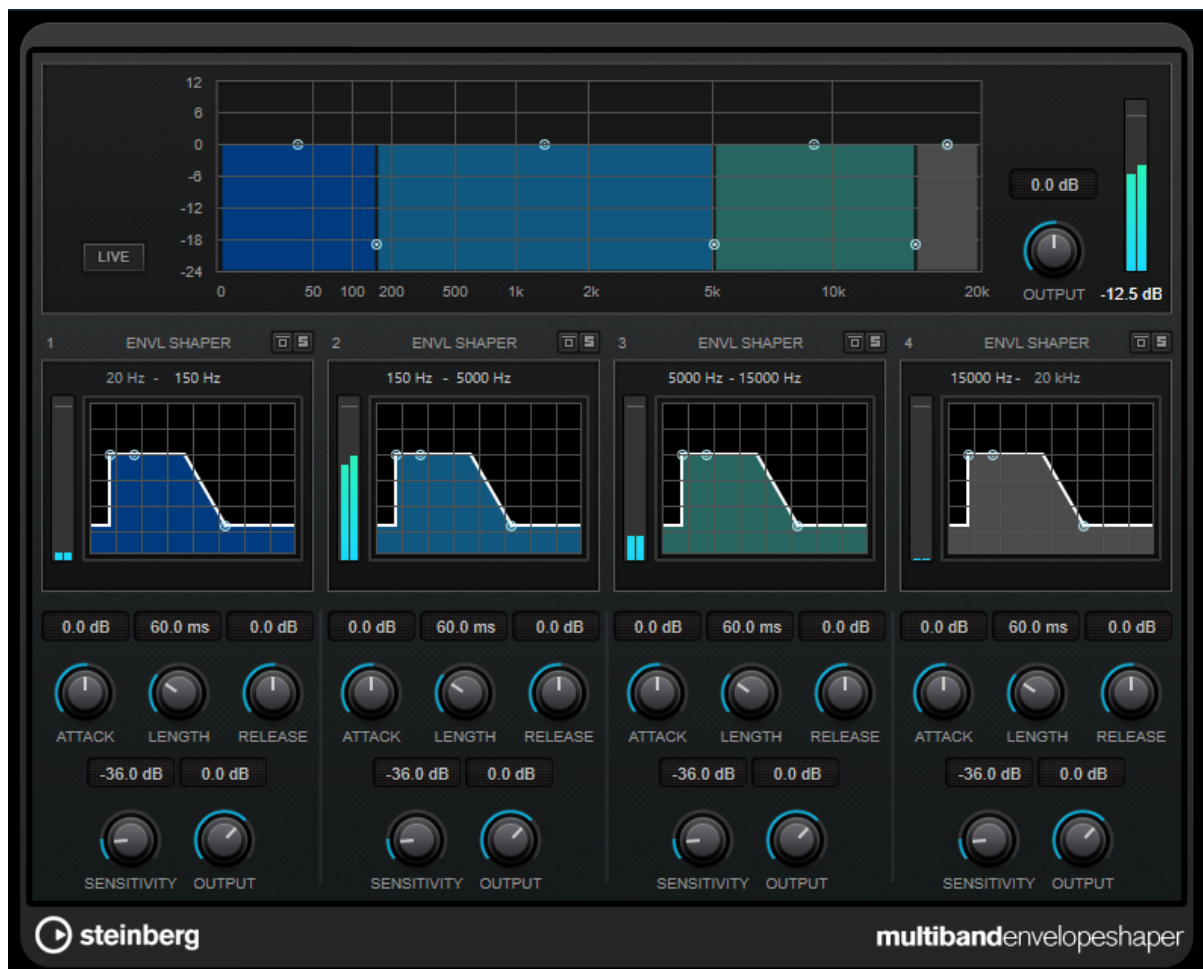 12
6
0
-6
-12
-18
-24
LIVE
0 50 100 200 500 1k 2k 5k 10k 20k
0.0 dB
OUTPUT -12.5 dB
1 ENVL SHAPER S 2 ENVL SHAPER S 3 ENVL SHAPER S 4 ENVL SHAPER S
20 Hz - 150 Hz 150 Hz - 5000 Hz 5000 Hz - 15000 Hz 15000 Hz - 20 kHz
0.0 dB 60.0 ms 0.0 dB 0.0 dB 60.0 ms 0.0 dB 0.0 dB 60.0 ms 0.0 dB 0.0 dB 60.0 ms 0.0 dB
ATTACK LENGTH RELEASE ATTACK LENGTH RELEASE ATTACK LENGTH RELEASE ATTACK LENGTH RELEASE
-36.0 dB 0.0 dB -36.0 dB 0.0 dB -36.0 dB 0.0 dB -36.0 dB 0.0 dB
SENSITIVITY OUTPUT SENSITIVITY OUTPUT SENSITIVITY OUTPUT SENSITIVITY OUTPUT
steinberg multibandenvelopeshaper